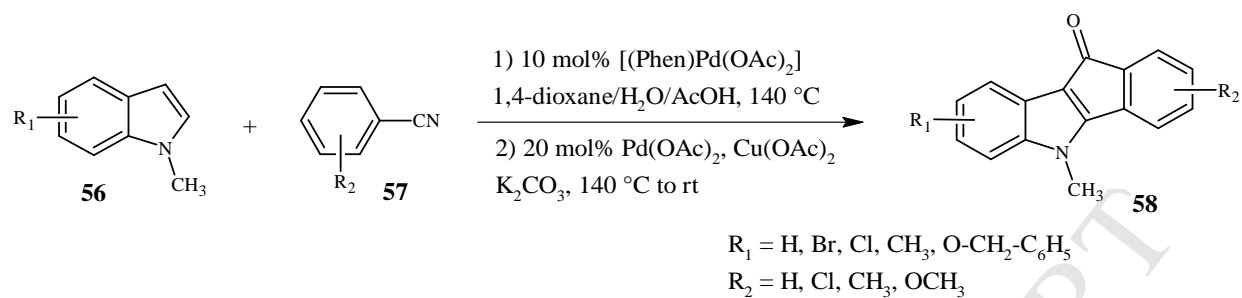 O
1) 10 mol% [(Phen)Pd(OAc)₂]
1,4-dioxane/H₂O/AcOH, 140 °C
R₁
+
CN
R₂
N
CH₃
56
57
2) 20 mol% Pd(OAc)₂, Cu(OAc)₂
K₂CO₃, 140 °C to rt
R₁
R₂
N
CH₃
58
R₁ = H, Br, Cl, CH₃, O-CH₂-C₆H₅
R₂ = H, Cl, CH₃, OCH₃
PT